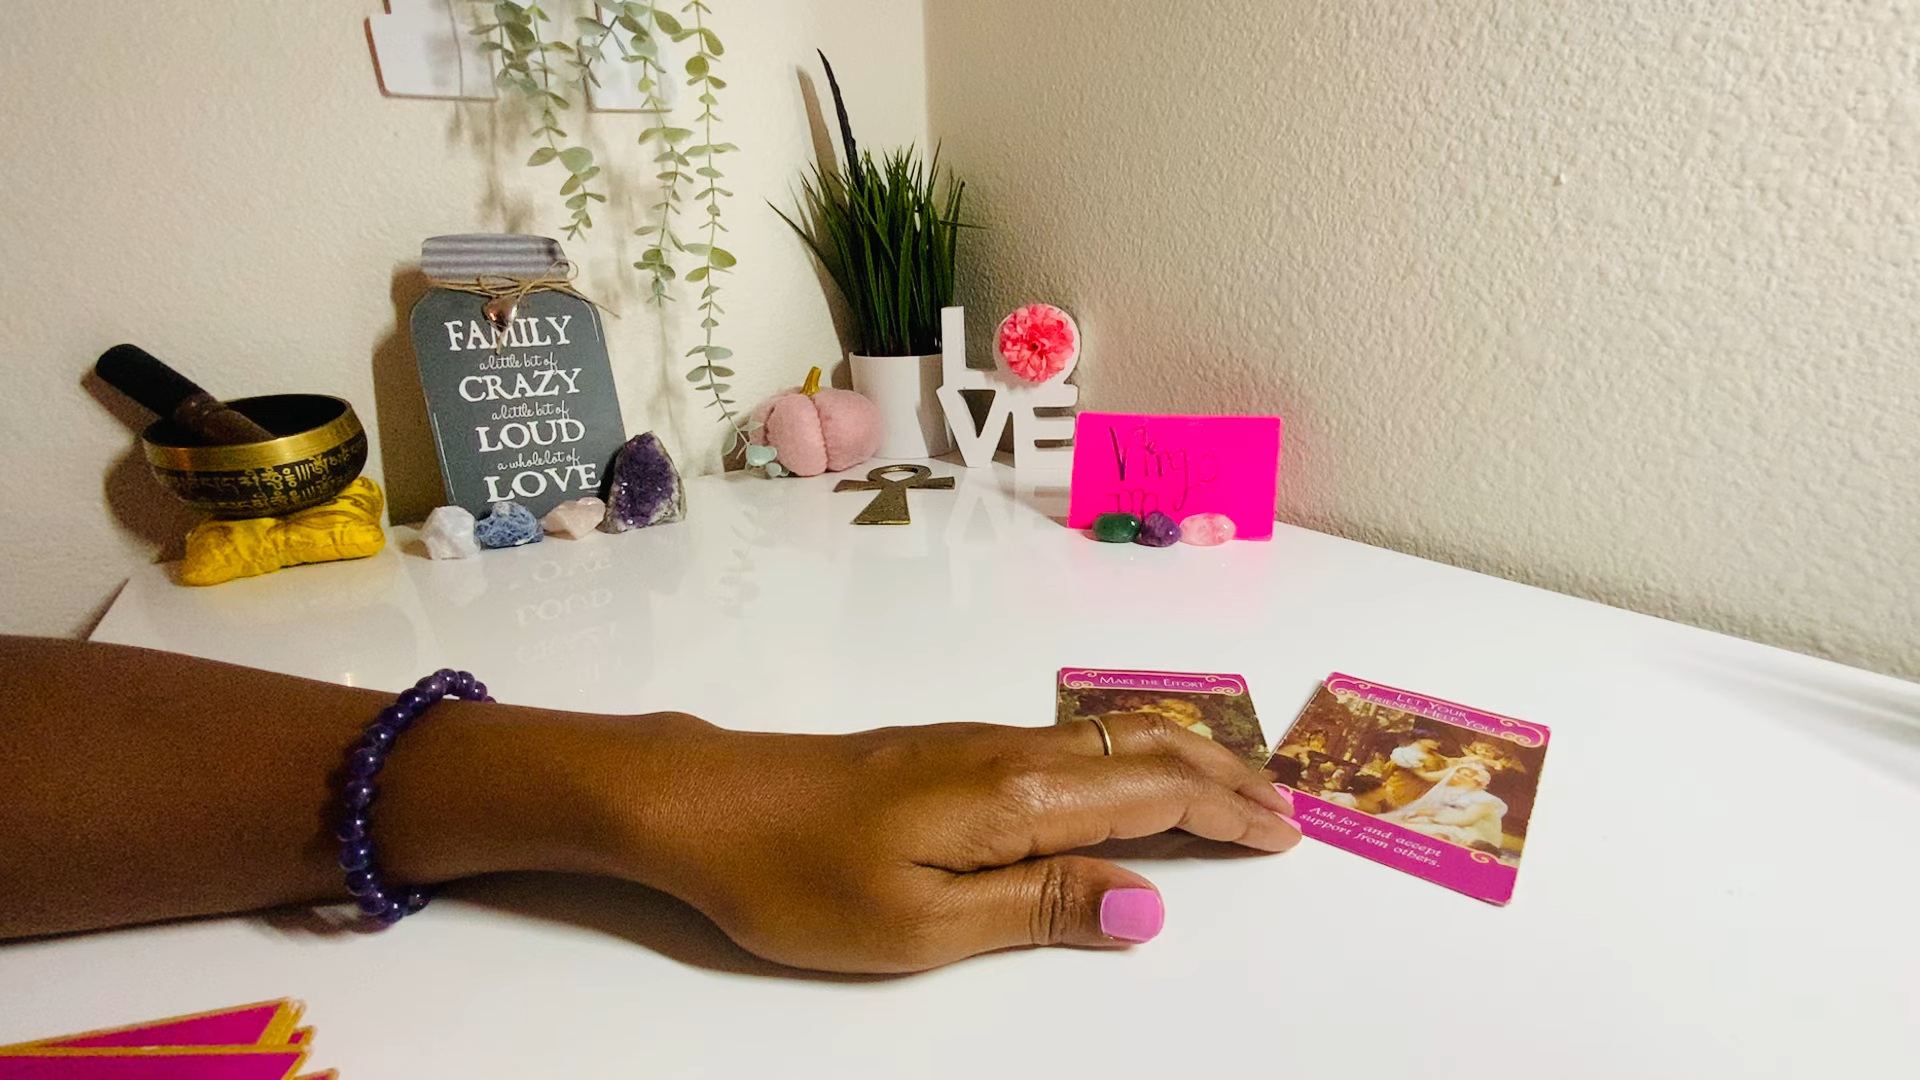 FAMILY
a little bit of
CRAZY
a little bit of
LOUD
a whole lot of
LOVE
LOVE
Virgo
♍
MAKE THE EFFORT
LET YOUR
FRIENDS HELP YOU
Ask for and accept
support from others.